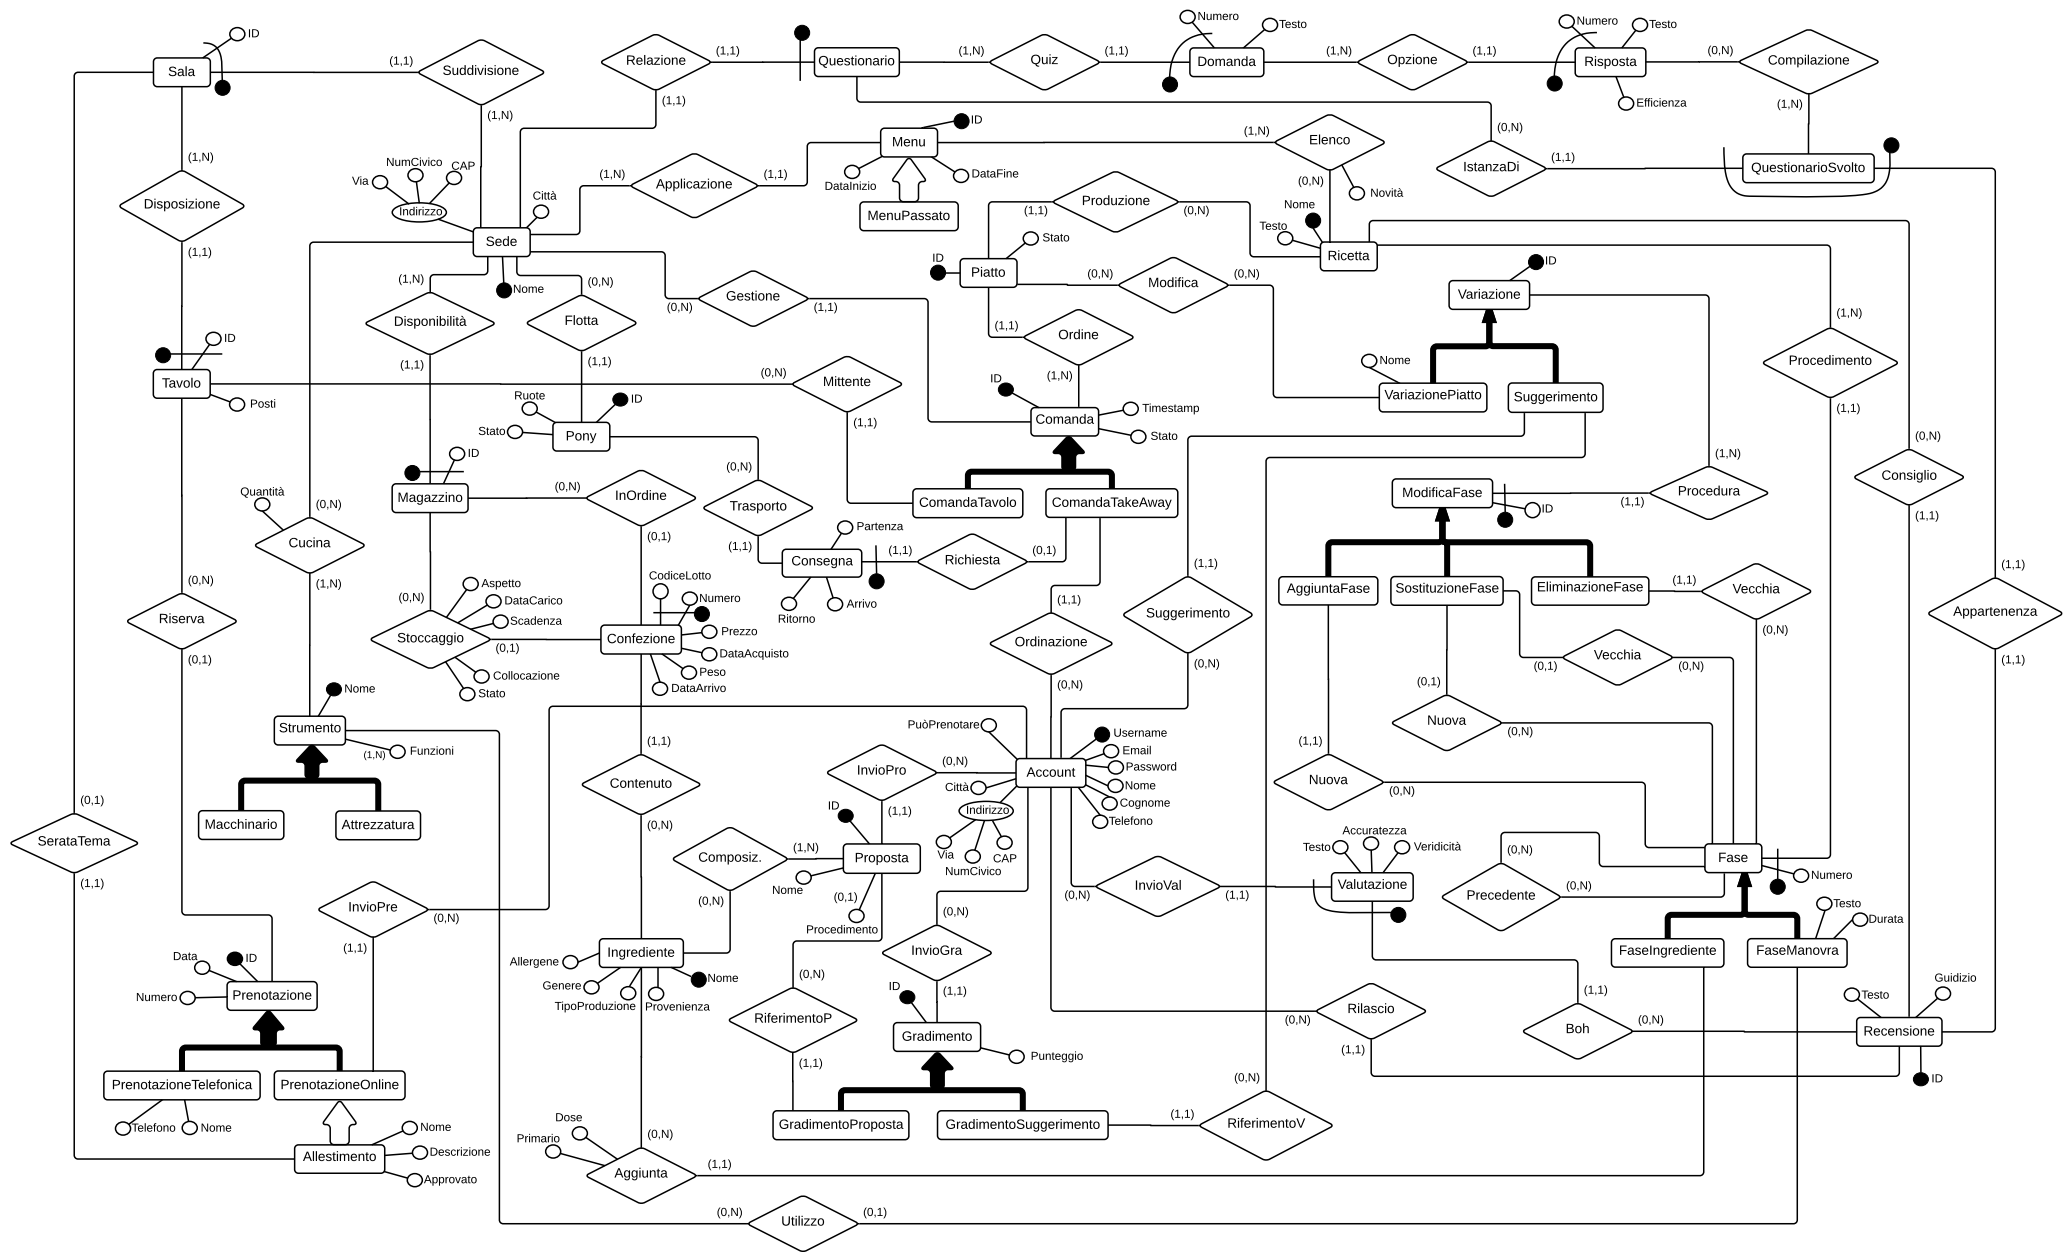 ID
Sala
(1,1)
Suddivisione
(1,N)
Relazione
(1,1)
(1,1)
Questionario
(1,N)
Quiz
(1,1)
Numero
Testo
Domanda
(1,N)
Opzione
(1,1)
Numero
Testo
Risposta
Efficienza
(0,N)
Compilazione
(1,N)
(0,N)
IstanzaDi
(1,1)
QuestionarioSvolto
ID
Menu
DataInizio
DataFine
MenuPassato
(1,N)
Elenco
(0,N)
Novità
(1,N)
Applicazione
(1,1)
(1,N)
Disposizione
(1,1)
NumCivico
CAP
Via
Indirizzo
Città
Sede
Nome
(1,1)
Produzione
(0,N)
Nome
Testo
Ricetta
Stato
ID
Piatto
(0,N)
Modifica
(0,N)
ID
Variazione
(1,N)
Disponibilità
(1,1)
(0,N)
Flotta
(1,1)
(0,N)
Gestione
(1,1)
(1,1)
Ordine
(1,N)
(1,N)
Procedimento
(1,1)
ID
Tavolo
Posti
(0,N)
Mittente
(1,1)
Nome
VariazionePiatto
Suggerimento
Ruote
ID
Stato
Pony
ID
Comanda
Timestamp
Stato
(0,N)
Consiglio
(1,1)
ID
Magazzino
(0,N)
InOrdine
(0,1)
(0,N)
Trasporto
(1,1)
ComandaTavolo
ComandaTakeAway
(1,N)
Procedura
(1,1)
ModificaFase
ID
Quantità
(0,N)
Cucina
(1,N)
Partenza
Consegna
Ritorno
Arrivo
(1,1)
Richiesta
(0,1)
AggiuntaFase
SostituzioneFase
EliminazioneFase
(1,1)
Vecchia
(0,N)
(1,1)
Appartenenza
(1,1)
(0,N)
Riserva
(0,1)
Aspetto
DataCarico
Scadenza
(0,N)
Stoccaggio
(0,1)
Collocazione
Stato
CodiceLotto
Numero
Confezione
Prezzo
DataAcquisto
Peso
DataArrivo
(1,1)
Ordinazione
(0,N)
(1,1)
Suggerimento
(0,N)
(0,1)
Vecchia
(0,N)
(0,1)
Nuova
(0,N)
Nome
Strumento
(1,N)
Funzioni
Macchinario
Attrezzatura
(1,1)
Contenuto
(0,N)
PuòPrenotare
Username
Email
Password
Nome
Cognome
Telefono
Account
Città
Indirizzo
Via
NumCivico
CAP
InvioPro
(0,N)
(1,1)
(1,1)
Nuova
(0,N)
(0,1)
SerataTema
(1,1)
ID
Composiz.
(1,N)
Proposta
Nome
(0,1)
Procedimento
(0,N)
Accuratezza
Testo
Veridicità
Valutazione
(0,N)
InvioVal
(1,1)
(0,N)
Precedente
(0,N)
Fase
Numero
Testo
Durata
FaseIngrediente
FaseManovra
InvioPre
(0,N)
(1,1)
(0,N)
InvioGra
(1,1)
Data
ID
Numero
Prenotazione
Allergene
Ingrediente
Genere
Nome
TipoProduzione
Provenienza
(0,N)
RiferimentoP
(1,1)
ID
Gradimento
Punteggio
Rilascio
(0,N)
(1,1)
(1,1)
Boh
(0,N)
Testo
Guidizio
Recensione
ID
PrenotazioneTelefonica
PrenotazioneOnline
Telefono
Nome
Nome
Descrizione
Approvato
Allestimento
GradimentoProposta
GradimentoSuggerimento
(1,1)
(0,N)
RiferimentoV
Dose
Primario
(0,N)
Aggiunta
(1,1)
(0,N)
Utilizzo
(0,1)